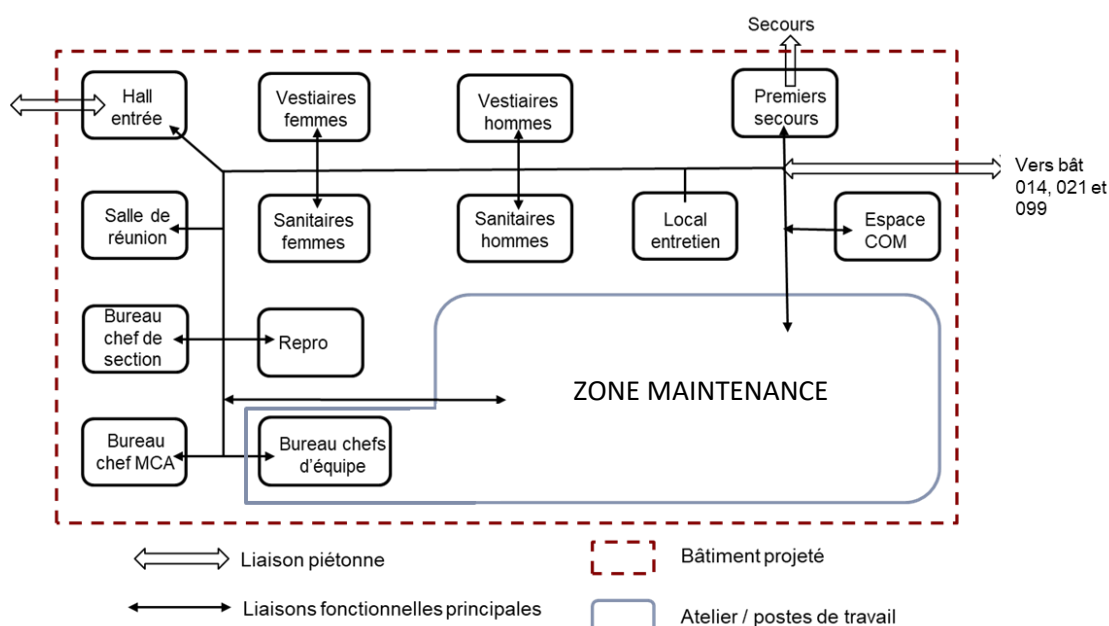 Secours
Hall
entrée
Vestiaires
femmes
Vestiaires
hommes
Premiers
secours
Vers bât
014, 021 et
099
Salle de
réunion
Sanitaires
femmes
Sanitaires
hommes
Local
entretien
Espace
COM
Bureau
chef de
section
Repro
ZONE MAINTENANCE
Bureau
chef MCA
Bureau chefs
d'équipe
Liaison piétonne
Bâtiment projeté
Liaisons fonctionnelles principales
Atelier / postes de travail